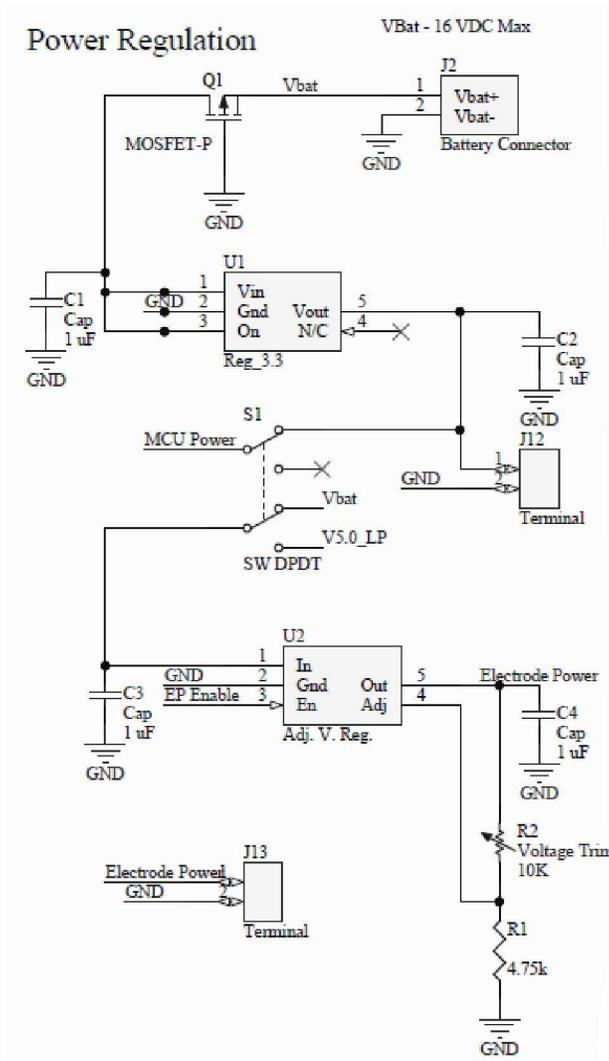 Power Regulation
VBat - 16 VDC Max
Q1
Vbat
1
2
J2
Vbat+
Vbat-
Battery Connector
MOSFET-P
GND
GND
U1
1
GND
2
3
Vin
Gnd
On
Vout
N/C
5
4
Reg_3.3
C1
Cap
1 uF
GND
C2
Cap
1 uF
GND
S1
MCU Power
Vbat
V5.0_LP
SW DPDT
J12
1
GND
2
Terminal
U2
1
GND
2
EP Enable
3
In
Gnd
En
Out
Adj
5
4
Electrode Power
Adj. V. Reg.
C3
Cap
1 uF
GND
C4
Cap
1 uF
GND
R2
Voltage Trim
10K
J13
Electrode Power
1
GND
2
Terminal
R1
4.75k
GND